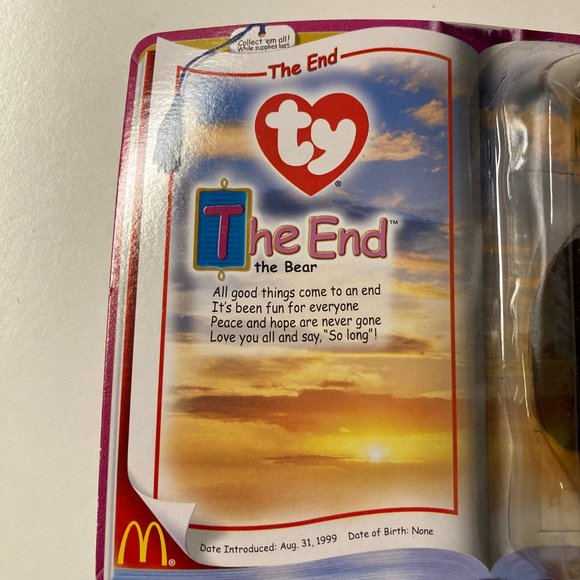 Collect 'em all!
While supplies last.
The End
ty
®
The End™
the Bear
All good things come to an end
It's been fun for everyone
Peace and hope are never gone
Love you all and say, "So long"!
M®
Date Introduced: Aug. 31, 1999 Date of Birth: None